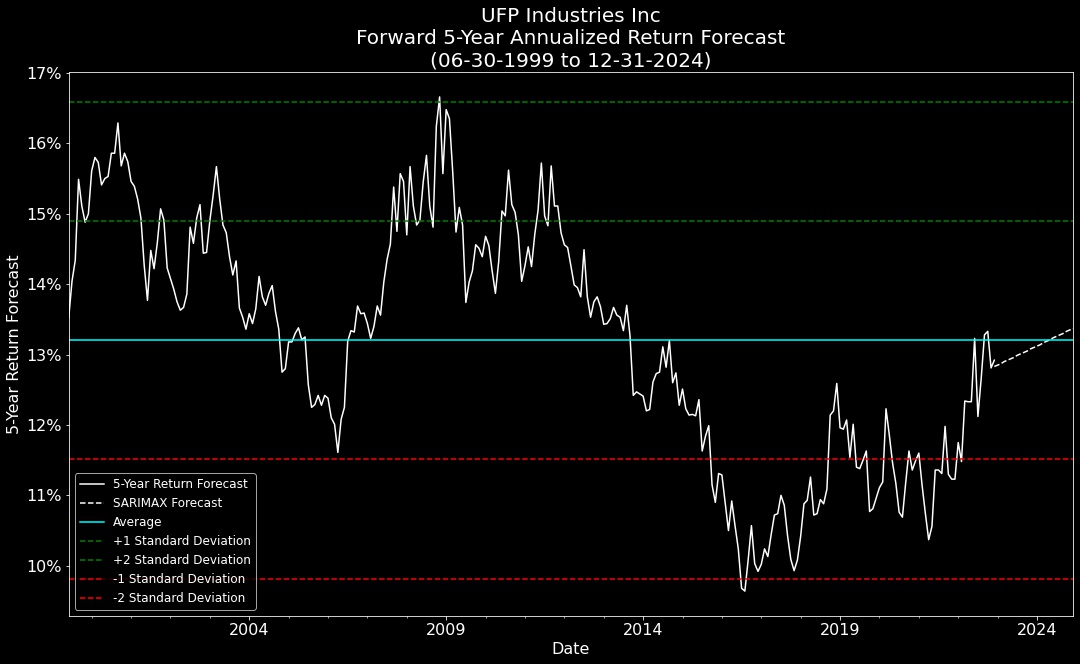 UFP Industries Inc
Forward 5-Year Annualized Return Forecast
(06-30-1999 to 12-31-2024)
17%
16%
15%
14%
13%
12%
11%
10%
5-Year Return Forecast
5-Year Return Forecast
SARIMAX Forecast
Average
+1 Standard Deviation
+2 Standard Deviation
-1 Standard Deviation
-2 Standard Deviation
2004 2009 2014 2019 2024
Date